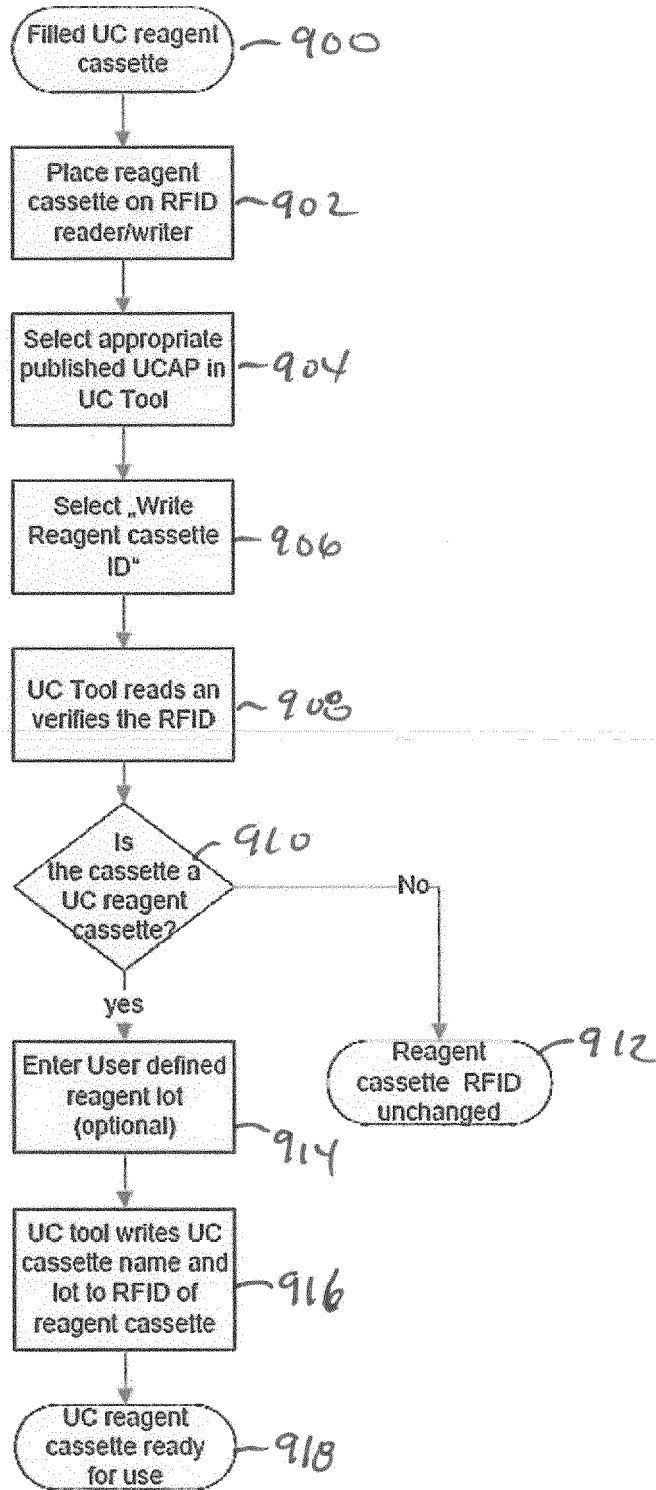 Filled UC reagent
cassette
900
Place reagent
cassette on RFID
reader/writer
902
Select appropriate
published UCAP in
UC Tool
904
Select „Write
Reagent cassette
ID“
906
UC Tool reads an
verifies the RFID
908
Is
the cassette a
UC reagent
cassette?
910
No
yes
Reagent
cassette RFID
unchanged
912
Enter User defined
reagent lot
(optional)
914
UC tool writes UC
cassette name and
lot to RFID of
reagent cassette
916
UC reagent
cassette ready
for use
918